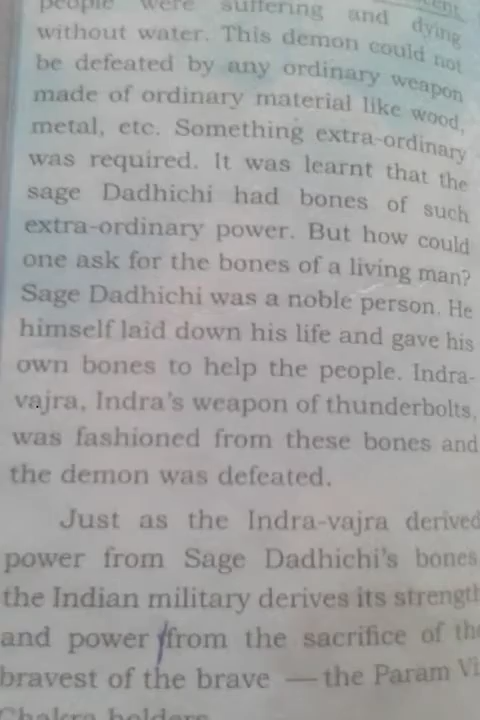 people were suffering and dying
without water. This demon could not
be defeated by any ordinary weapon
made of ordinary material like wood,
metal, etc. Something extra-ordinary
was required. It was learnt that the
sage Dadhichi had bones of such
extra-ordinary power. But how could
one ask for the bones of a living man?
Sage Dadhichi was a noble person. He
himself laid down his life and gave his
own bones to help the people. Indra-
vajra, Indra's weapon of thunderbolts,
was fashioned from these bones and
the demon was defeated.
Just as the Indra-vajra derived
power from Sage Dadhichi's bones
the Indian military derives its strength
and power from the sacrifice of the
bravest of the brave — the Param Vi
Chakra holders